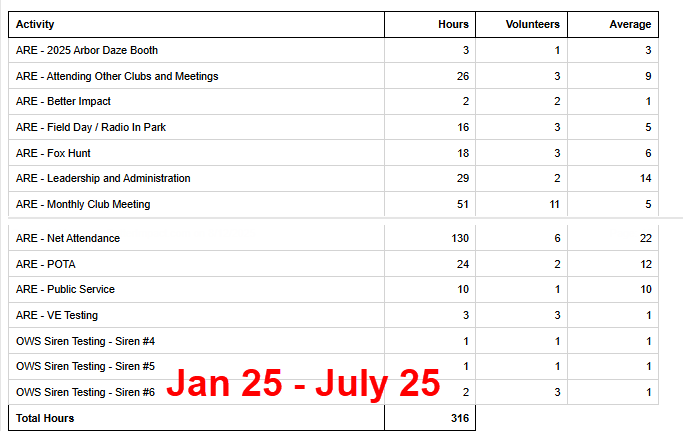 Activity Hours Volunteers Average
ARE - 2025 Arbor Daze Booth 3 1 3
ARE - Attending Other Clubs and Meetings 26 3 9
ARE - Better Impact 2 2 1
ARE - Field Day / Radio In Park 16 3 5
ARE - Fox Hunt 18 3 6
ARE - Leadership and Administration 29 2 14
ARE - Monthly Club Meeting 51 11 5
ARE - Net Attendance 130 6 22
ARE - POTA 24 2 12
ARE - Public Service 10 1 10
ARE - VE Testing 3 3 1
OWS Siren Testing - Siren #4 1 1 1
OWS Siren Testing - Siren #5 1 1 1
OWS Siren Testing - Siren #6 2 3 1
Jan 25 - July 25
Total Hours 316